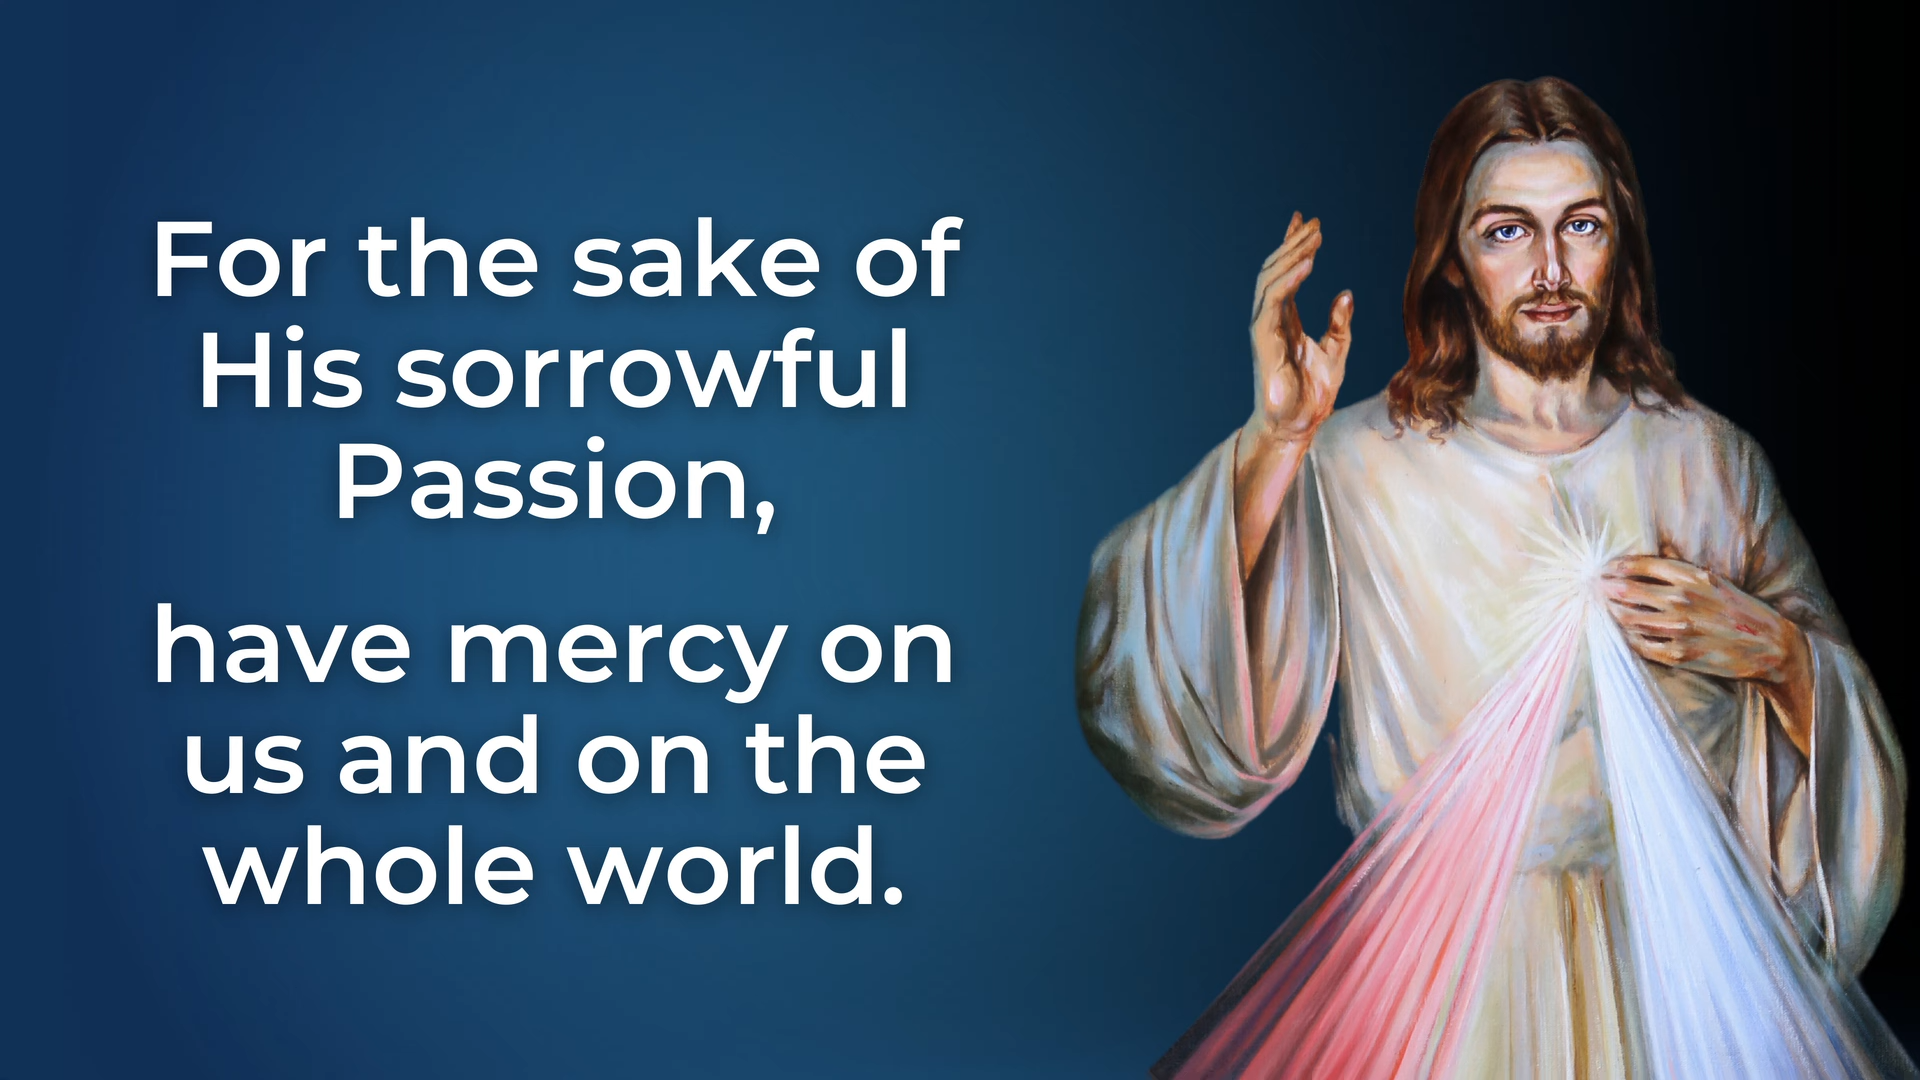 For the sake of
His sorrowful
Passion,
have mercy on
us and on the
whole world.